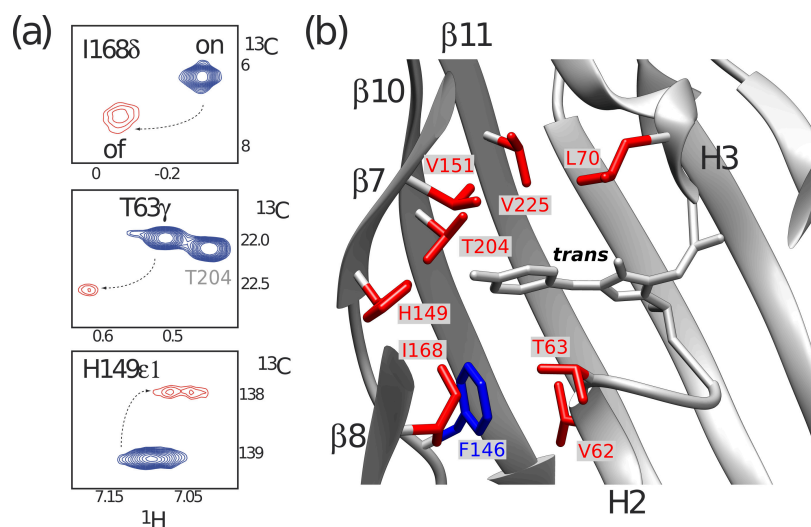 (a)
I168δ
on
of
13C
6
8
0
-0.2
T63γ
T204
13C
22.0
22.5
0.6
0.5
H149ε1
13C
138
139
7.15
7.05
1H
(b)
β11
β10
β7
V151
V225
L70
H3
T204
trans
H149
I168
T63
β8
F146
V62
H2